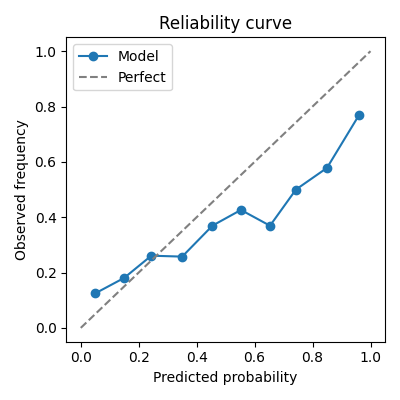 Reliability curve
Model
Perfect
1.0
0.8
0.6
0.4
0.2
0.0
Observed frequency
0.0 0.2 0.4 0.6 0.8 1.0
Predicted probability